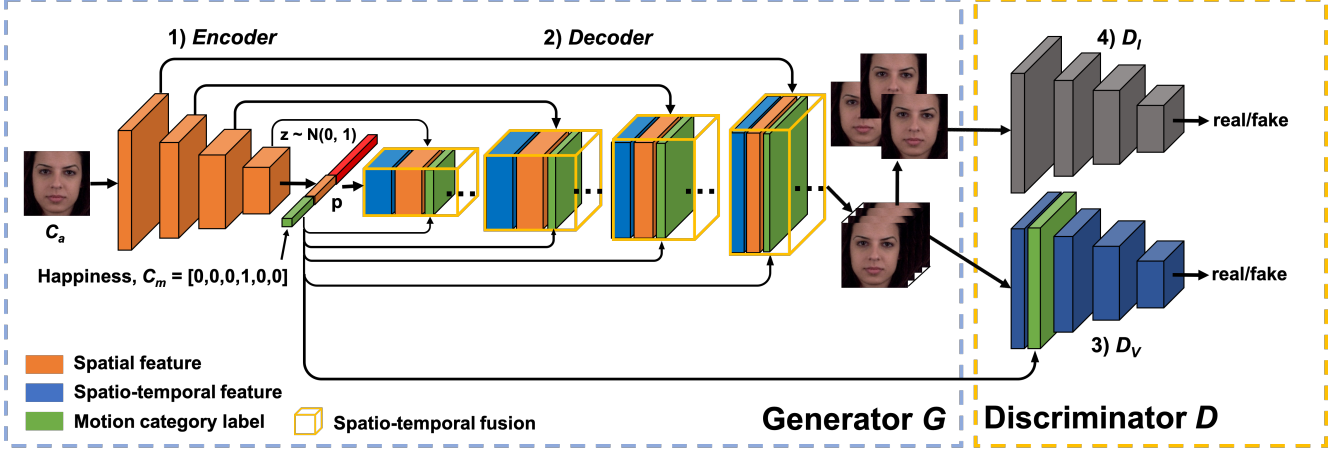 1) Encoder
2) Decoder
4) D_I
z ~ N(0, 1)
real/fake
p
C_a
Happiness, C_m = [0,0,0,1,0,0]
real/fake
3) D_V
Spatial feature
Spatio-temporal feature
Motion category label
Spatio-temporal fusion
Generator G
Discriminator D